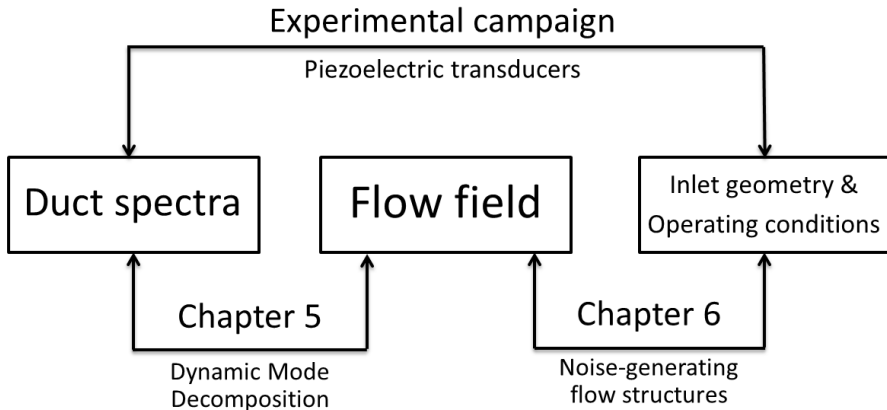 Experimental campaign
Piezoelectric transducers
Duct spectra
Flow field
Inlet geometry &
Operating conditions
Chapter 5
Dynamic Mode
Decomposition
Chapter 6
Noise-generating
flow structures